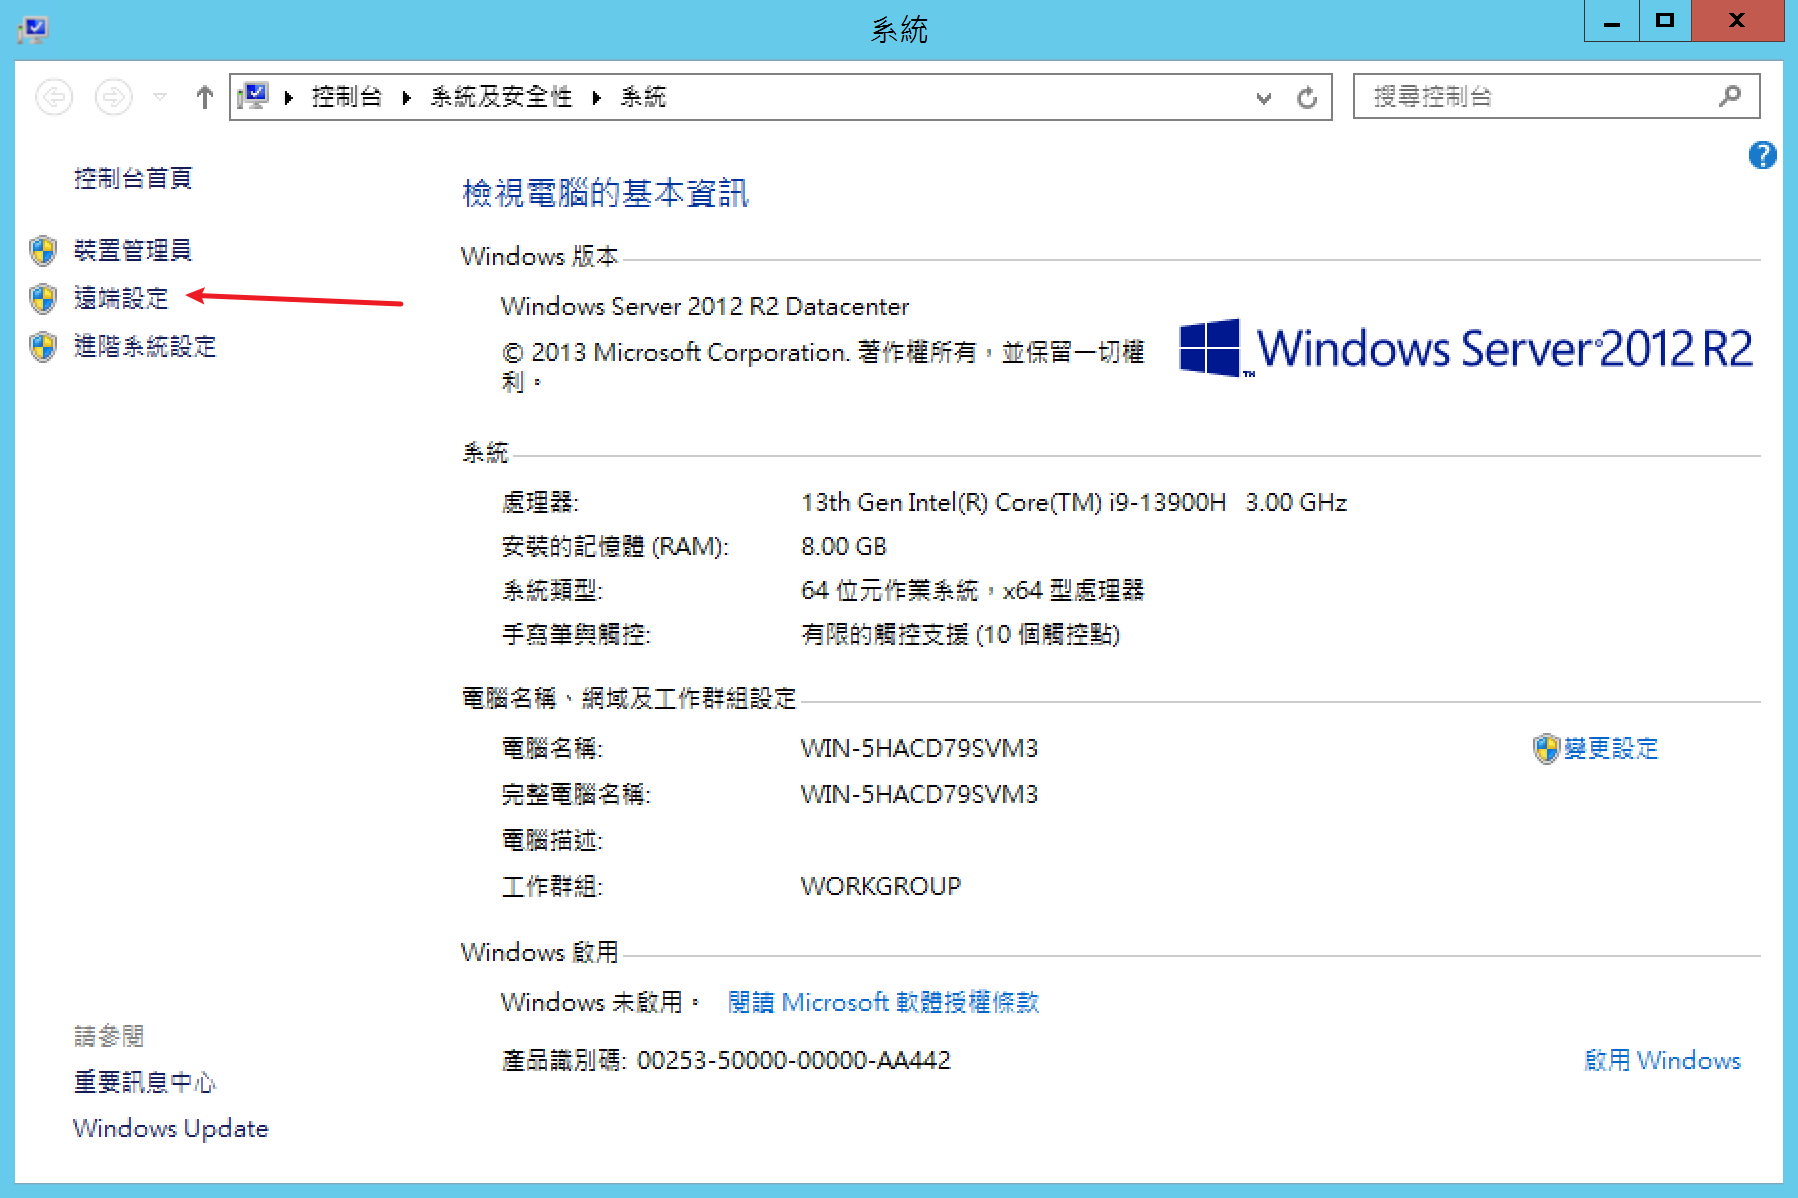 系統
控制台 系統及安全性 系統
搜尋控制台
控制台首頁
裝置管理員
遠端設定
進階系統設定
檢視電腦的基本資訊
Windows 版本
Windows Server 2012 R2 Datacenter
© 2013 Microsoft Corporation. 著作權所有，並保留一切權
利。
Windows Server 2012 R2
TM
系統
處理器: 13th Gen Intel(R) Core(TM) i9-13900H 3.00 GHz
安裝的記憶體 (RAM): 8.00 GB
系統類型: 64 位元作業系統，x64 型處理器
手寫筆與觸控: 有限的觸控支援 (10 個觸控點)
電腦名稱、網域及工作群組設定
電腦名稱: WIN-5HACD79SVM3 變更設定
完整電腦名稱: WIN-5HACD79SVM3
電腦描述:
工作群組: WORKGROUP
Windows 啟用
Windows 未啟用。 閱讀 Microsoft 軟體授權條款
產品識別碼: 00253-50000-00000-AA442 啟用 Windows
請參閱
重要訊息中心
Windows Update